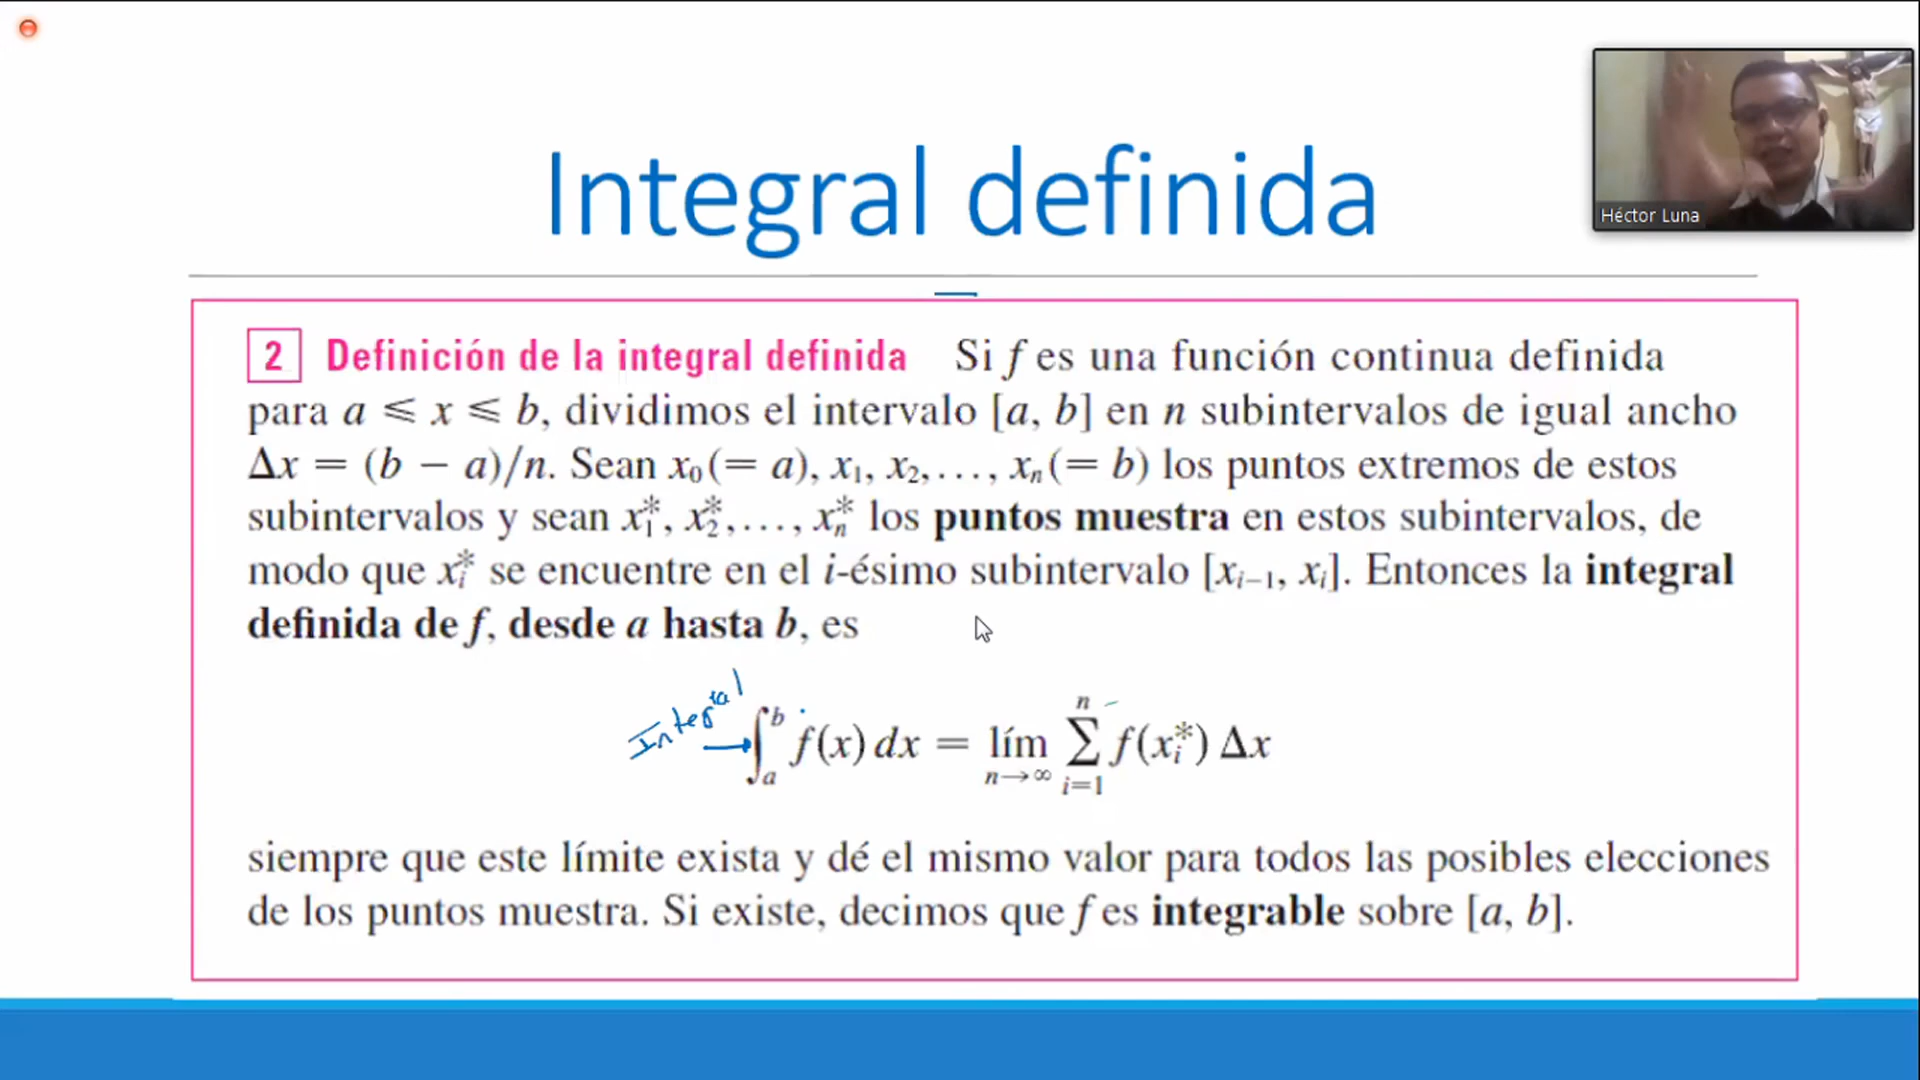 Integral definida
Héctor Luna
2 Definición de la integral definida Si f es una función continua definida
para a ⩽ x ⩽ b, dividimos el intervalo [a, b] en n subintervalos de igual ancho
Δx = (b − a)/n. Sean x₀(= a), x₁, x₂, . . . , xₙ(= b) los puntos extremos de estos
subintervalos y sean x₁*, x₂*, . . . , xₙ* los puntos muestra en estos subintervalos, de
modo que xᵢ* se encuentre en el i-ésimo subintervalo [xᵢ₋₁, xᵢ]. Entonces la integral
definida de f, desde a hasta b, es
Integral
∫ₐᵇ f(x) dx = lím n→∞ ∑ i=1 n f(xᵢ*) Δx
siempre que este límite exista y dé el mismo valor para todos las posibles elecciones
de los puntos muestra. Si existe, decimos que f es integrable sobre [a, b].